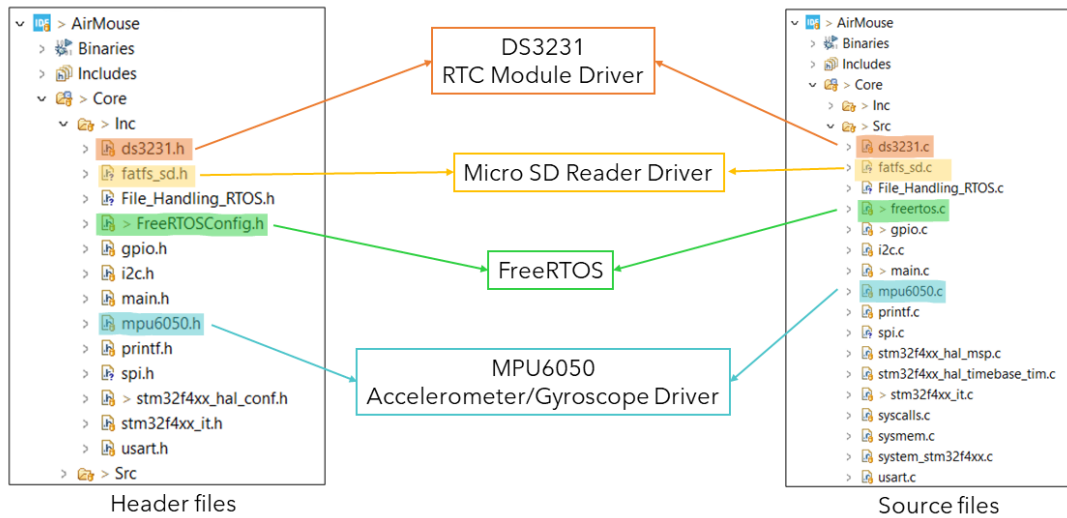 AirMouse
Binaries
Includes
Core
Inc
ds3231.h
fatfs_sd.h
File_Handling_RTOS.h
FreeRTOSConfig.h
gpio.h
i2c.h
main.h
mpu6050.h
printf.h
spi.h
stm32f4xx_hal_conf.h
stm32f4xx_it.h
usart.h
Src
Header files
DS3231
RTC Module Driver
Micro SD Reader Driver
FreeRTOS
MPU6050
Accelerometer/Gyroscope Driver
AirMouse
Binaries
Includes
Core
Inc
Src
ds3231.c
fatfs_sd.c
File_Handling_RTOS.c
freertos.c
gpio.c
i2c.c
main.c
mpu6050.c
printf.c
spi.c
stm32f4xx_hal_msp.c
stm32f4xx_hal_timebase_tim.c
stm32f4xx_it.c
syscalls.c
sysmem.c
system_stm32f4xx.c
usart.c
Source files